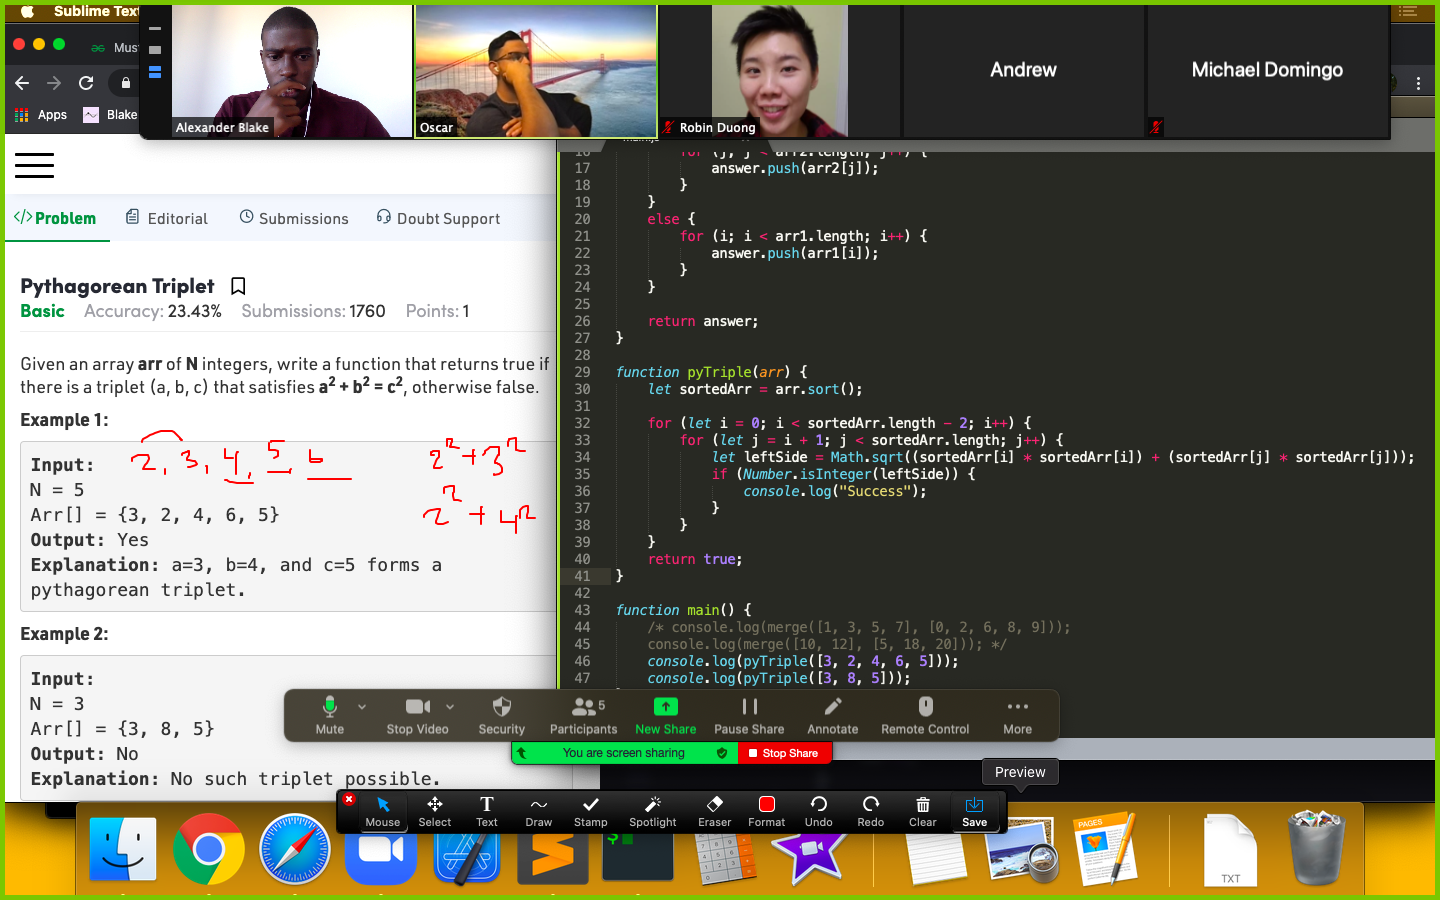 Sublime Text
Mus
Apps
Blake
Alexander Blake
Oscar
Robin Duong
Andrew
Michael Domingo
Problem
Editorial
Submissions
Doubt Support
Pythagorean Triplet
Basic Accuracy: 23.43% Submissions: 1760 Points: 1
Given an array arr of N integers, write a function that returns true if
there is a triplet (a, b, c) that satisfies a² + b² = c², otherwise false.
Example 1:
2, 3, 4, 5, 6
2² + 3²
2² + 4²
Input:
N = 5
Arr[] = {3, 2, 4, 6, 5}
Output: Yes
Explanation: a=3, b=4, and c=5 forms a
pythagorean triplet.
Example 2:
Input:
N = 3
Arr[] = {3, 8, 5}
Output: No
Explanation: No such triplet possible.
16 for (j; j < arr2.length; j++) {
17 answer.push(arr2[j]);
18 }
19 }
20 else {
21 for (i; i < arr1.length; i++) {
22 answer.push(arr1[i]);
23 }
24 }
25
26 return answer;
27 }
28
29 function pyTriple(arr) {
30 let sortedArr = arr.sort();
31
32 for (let i = 0; i < sortedArr.length - 2; i++) {
33 for (let j = i + 1; j < sortedArr.length; j++) {
34 let leftSide = Math.sqrt((sortedArr[i] * sortedArr[i]) + (sortedArr[j] * sortedArr[j]));
35 if (Number.isInteger(leftSide)) {
36 console.log("Success");
37 }
38 }
39 }
40 return true;
41 }
42
43 function main() {
44 /* console.log(merge([1, 3, 5, 7], [0, 2, 6, 8, 9]));
45 console.log(merge([10, 12], [5, 18, 20])); */
46 console.log(pyTriple([3, 2, 4, 6, 5]));
47 console.log(pyTriple([3, 8, 5]));
5
Mute
Stop Video
Security
Participants
New Share
Pause Share
Annotate
Remote Control
More
You are screen sharing
Stop Share
Preview
Mouse
Select
Text
Draw
Stamp
Spotlight
Eraser
Format
Undo
Redo
Clear
Save
PAGES
TXT